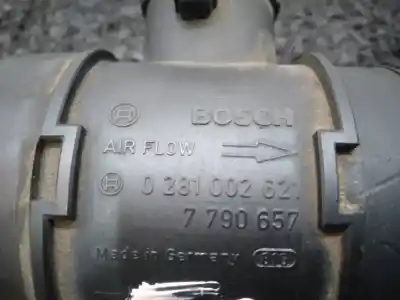 BOSCH
AIR FLOW
0 281 002 621
7 790 657
Made in Germany